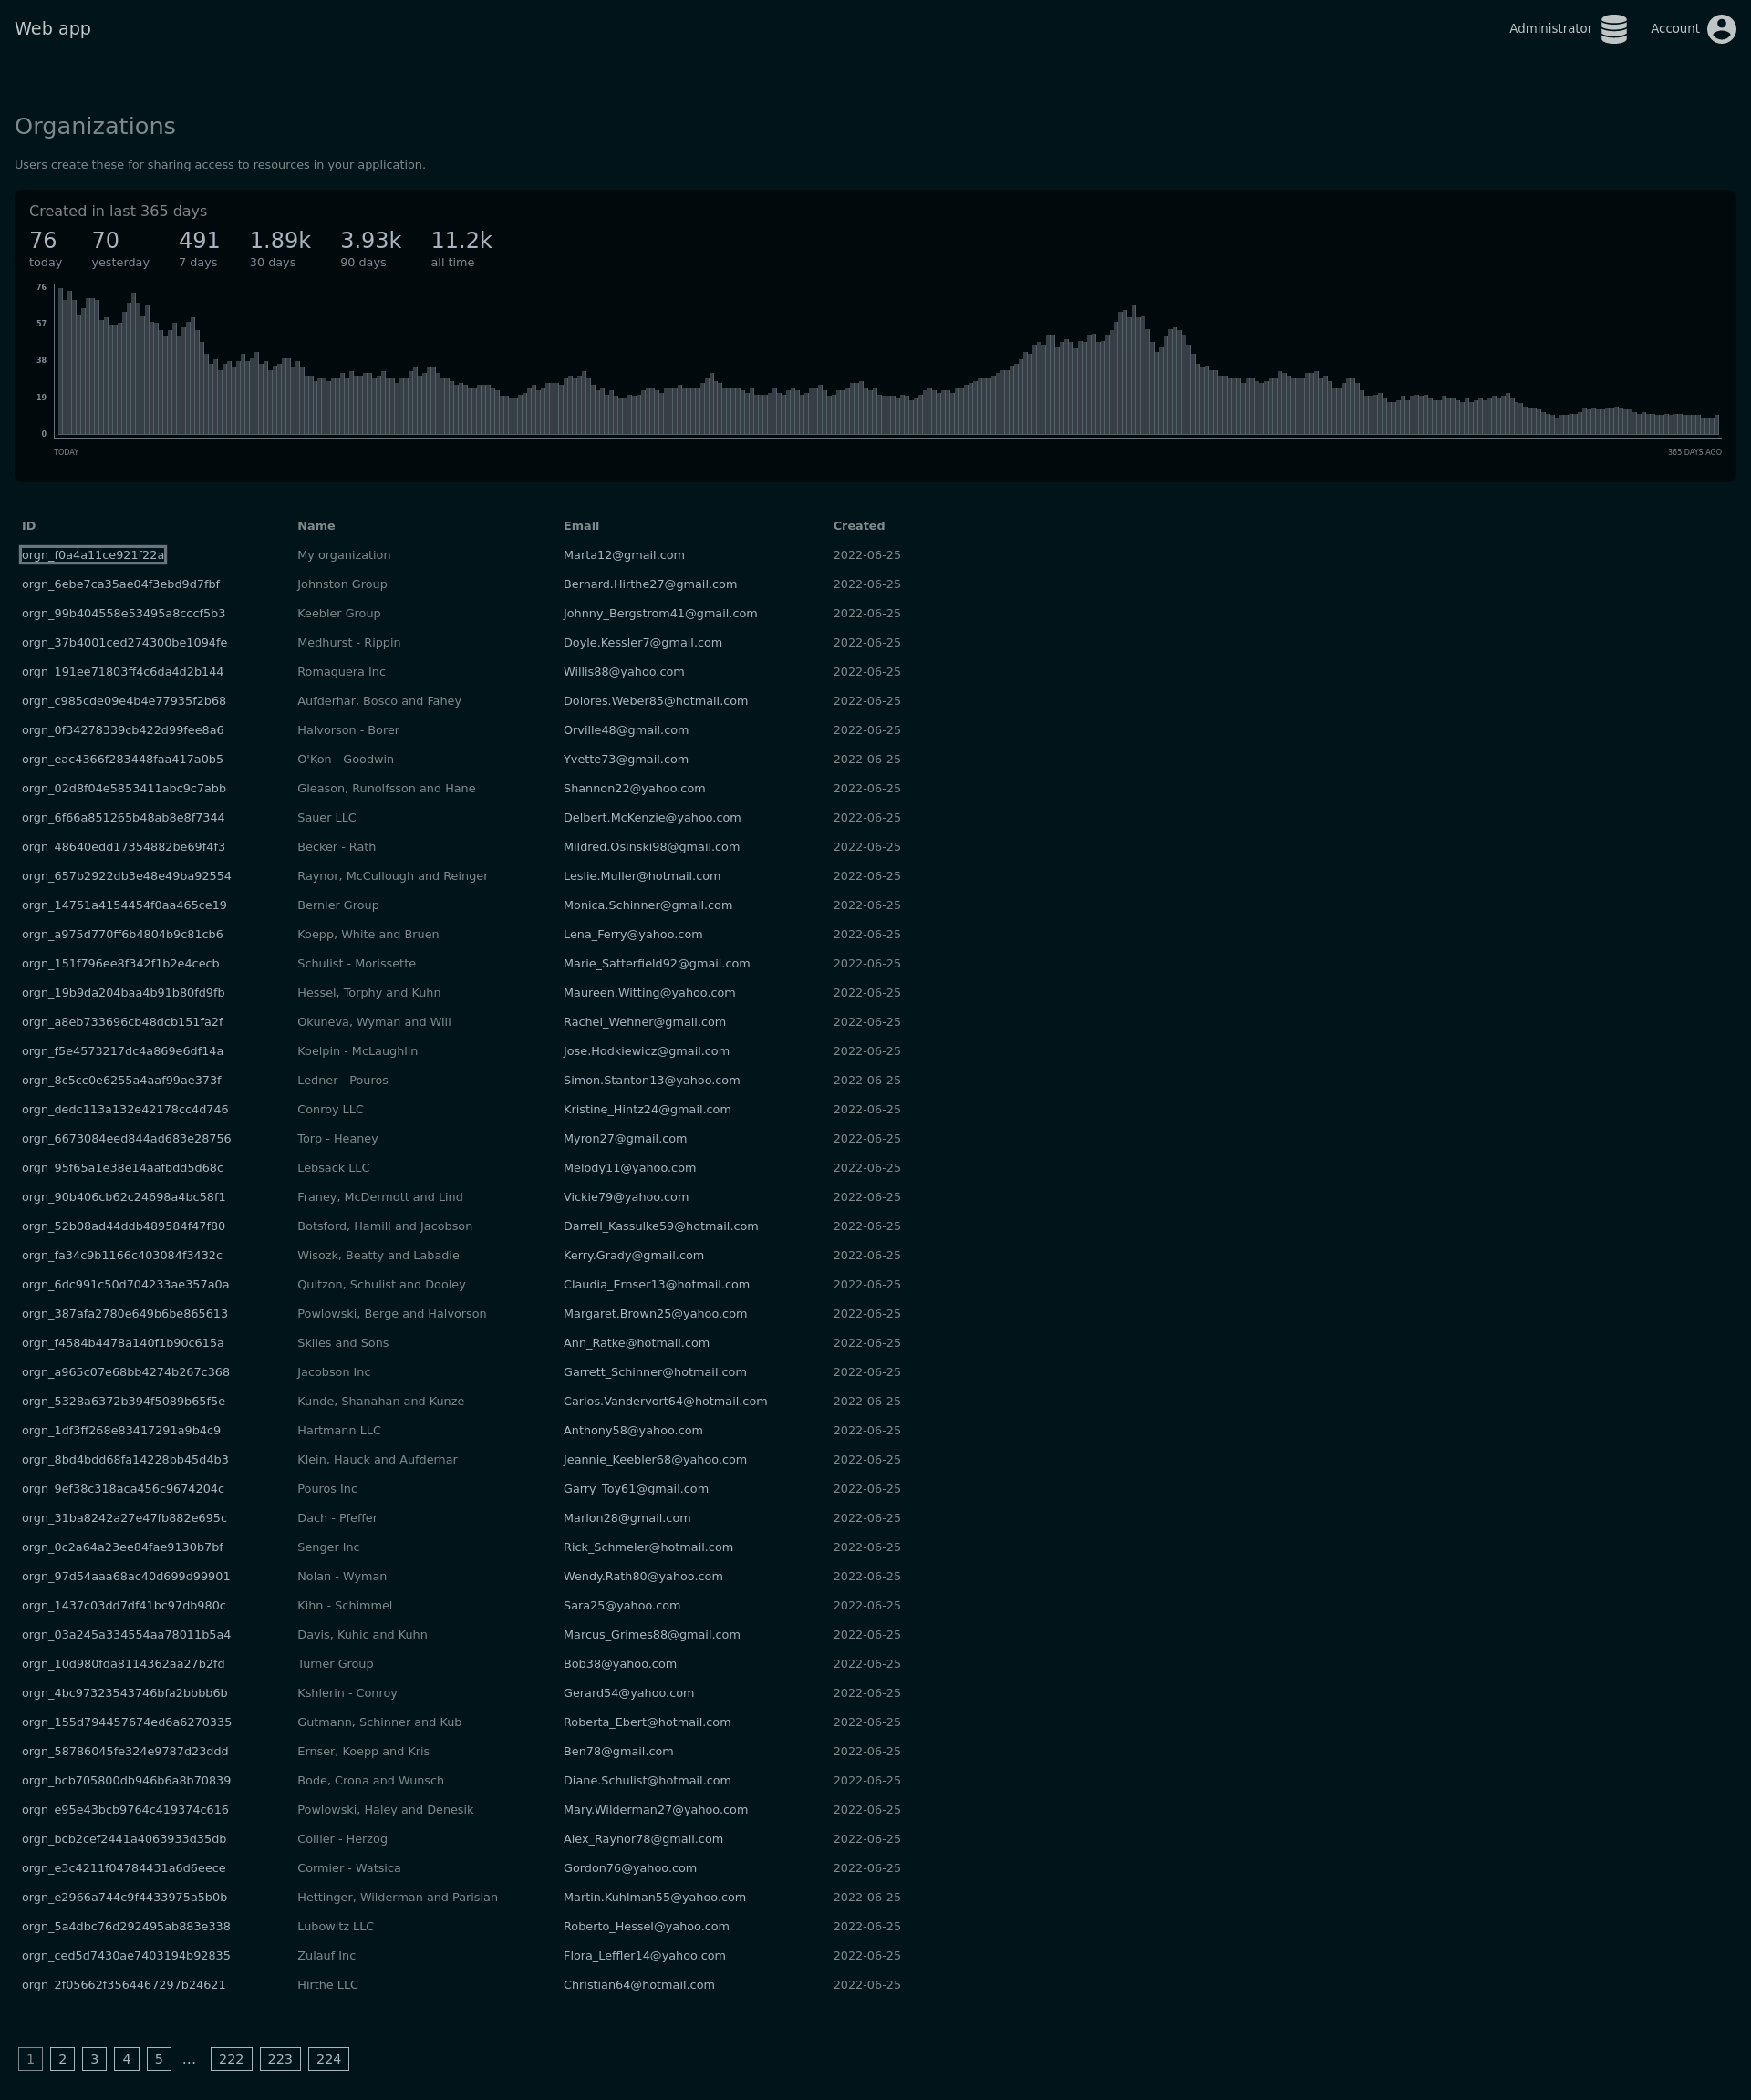 Web app
Administrator Account
Organizations
Users create these for sharing access to resources in your application.
Created in last 365 days
76 70 491 1.89k 3.93k 11.2k
today yesterday 7 days 30 days 90 days all time
76
57
38
19
0
TODAY 365 DAYS AGO
ID Name Email Created
orgn_f0a4a11ce921f22a My organization Marta12@gmail.com 2022-06-25
orgn_6ebe7ca35ae04f3ebd9d7fbf Johnston Group Bernard.Hirthe27@gmail.com 2022-06-25
orgn_99b404558e53495a8cccf5b3 Keebler Group Johnny_Bergstrom41@gmail.com 2022-06-25
orgn_37b4001ced274300be1094fe Medhurst - Rippin Doyle.Kessler7@gmail.com 2022-06-25
orgn_191ee71803ff4c6da4d2b144 Romaguera Inc Willis88@yahoo.com 2022-06-25
orgn_c985cde09e4b4e77935f2b68 Aufderhar, Bosco and Fahey Dolores.Weber85@hotmail.com 2022-06-25
orgn_0f34278339cb422d99fee8a6 Halvorson - Borer Orville48@gmail.com 2022-06-25
orgn_eac4366f283448faa417a0b5 O'Kon - Goodwin Yvette73@gmail.com 2022-06-25
orgn_02d8f04e5853411abc9c7abb Gleason, Runolfsson and Hane Shannon22@yahoo.com 2022-06-25
orgn_6f66a851265b48ab8e8f7344 Sauer LLC Delbert.McKenzie@yahoo.com 2022-06-25
orgn_48640edd17354882be69f4f3 Becker - Rath Mildred.Osinski98@gmail.com 2022-06-25
orgn_657b2922db3e48e49ba92554 Raynor, McCullough and Reinger Leslie.Muller@hotmail.com 2022-06-25
orgn_14751a4154454f0aa465ce19 Bernier Group Monica.Schinner@gmail.com 2022-06-25
orgn_a975d770ff6b4804b9c81cb6 Koepp, White and Bruen Lena_Ferry@yahoo.com 2022-06-25
orgn_151f796ee8f342f1b2e4cecb Schulist - Morissette Marie_Satterfield92@gmail.com 2022-06-25
orgn_19b9da204baa4b91b80fd9fb Hessel, Torphy and Kuhn Maureen.Witting@yahoo.com 2022-06-25
orgn_a8eb733696cb48dcb151fa2f Okuneva, Wyman and Will Rachel_Wehner@gmail.com 2022-06-25
orgn_f5e4573217dc4a869e6df14a Koelpin - McLaughlin Jose.Hodkiewicz@gmail.com 2022-06-25
orgn_8c5cc0e6255a4aaf99ae373f Ledner - Pouros Simon.Stanton13@yahoo.com 2022-06-25
orgn_dedc113a132e42178cc4d746 Conroy LLC Kristine_Hintz24@gmail.com 2022-06-25
orgn_6673084eed844ad683e28756 Torp - Heaney Myron27@gmail.com 2022-06-25
orgn_95f65a1e38e14aafbdd5d68c Lebsack LLC Melody11@yahoo.com 2022-06-25
orgn_90b406cb62c24698a4bc58f1 Franey, McDermott and Lind Vickie79@yahoo.com 2022-06-25
orgn_52b08ad44ddb489584f47f80 Botsford, Hamill and Jacobson Darrell_Kassulke59@hotmail.com 2022-06-25
orgn_fa34c9b1166c403084f3432c Wisozk, Beatty and Labadie Kerry.Grady@gmail.com 2022-06-25
orgn_6dc991c50d704233ae357a0a Quitzon, Schulist and Dooley Claudia_Ernser13@hotmail.com 2022-06-25
orgn_387afa2780e649b6be865613 Powlowski, Berge and Halvorson Margaret.Brown25@yahoo.com 2022-06-25
orgn_f4584b4478a140f1b90c615a Skiles and Sons Ann_Ratke@hotmail.com 2022-06-25
orgn_a965c07e68bb4274b267c368 Jacobson Inc Garrett_Schinner@hotmail.com 2022-06-25
orgn_5328a6372b394f5089b65f5e Kunde, Shanahan and Kunze Carlos.Vandervort64@hotmail.com 2022-06-25
orgn_1df3ff268e83417291a9b4c9 Hartmann LLC Anthony58@yahoo.com 2022-06-25
orgn_8bd4bdd68fa14228bb45d4b3 Klein, Hauck and Aufderhar Jeannie_Keebler68@yahoo.com 2022-06-25
orgn_9ef38c318aca456c9674204c Pouros Inc Garry_Toy61@gmail.com 2022-06-25
orgn_31ba8242a27e47fb882e695c Dach - Pfeffer Marlon28@gmail.com 2022-06-25
orgn_0c2a64a23ee84fae9130b7bf Senger Inc Rick_Schmeler@hotmail.com 2022-06-25
orgn_97d54aaa68ac40d699d99901 Nolan - Wyman Wendy.Rath80@yahoo.com 2022-06-25
orgn_1437c03dd7df41bc97db980c Kihn - Schimmel Sara25@yahoo.com 2022-06-25
orgn_03a245a334554aa78011b5a4 Davis, Kuhic and Kuhn Marcus_Grimes88@gmail.com 2022-06-25
orgn_10d980fda8114362aa27b2fd Turner Group Bob38@yahoo.com 2022-06-25
orgn_4bc97323543746bfa2bbbb6b Kshlerin - Conroy Gerard54@yahoo.com 2022-06-25
orgn_155d794457674ed6a6270335 Gutmann, Schinner and Kub Roberta_Ebert@hotmail.com 2022-06-25
orgn_58786045fe324e9787d23ddd Ernser, Koepp and Kris Ben78@gmail.com 2022-06-25
orgn_bcb705800db946b6a8b70839 Bode, Crona and Wunsch Diane.Schulist@hotmail.com 2022-06-25
orgn_e95e43bcb9764c419374c616 Powlowski, Haley and Denesik Mary.Wilderman27@yahoo.com 2022-06-25
orgn_bcb2cef2441a4063933d35db Collier - Herzog Alex_Raynor78@gmail.com 2022-06-25
orgn_e3c4211f04784431a6d6eece Cormier - Watsica Gordon76@yahoo.com 2022-06-25
orgn_e2966a744c9f4433975a5b0b Hettinger, Wilderman and Parisian Martin.Kuhlman55@yahoo.com 2022-06-25
orgn_5a4dbc76d292495ab883e338 Lubowitz LLC Roberto_Hessel@yahoo.com 2022-06-25
orgn_ced5d7430ae7403194b92835 Zulauf Inc Flora_Leffler14@yahoo.com 2022-06-25
orgn_2f05662f3564467297b24621 Hirthe LLC Christian64@hotmail.com 2022-06-25
1 2 3 4 5 ... 222 223 224